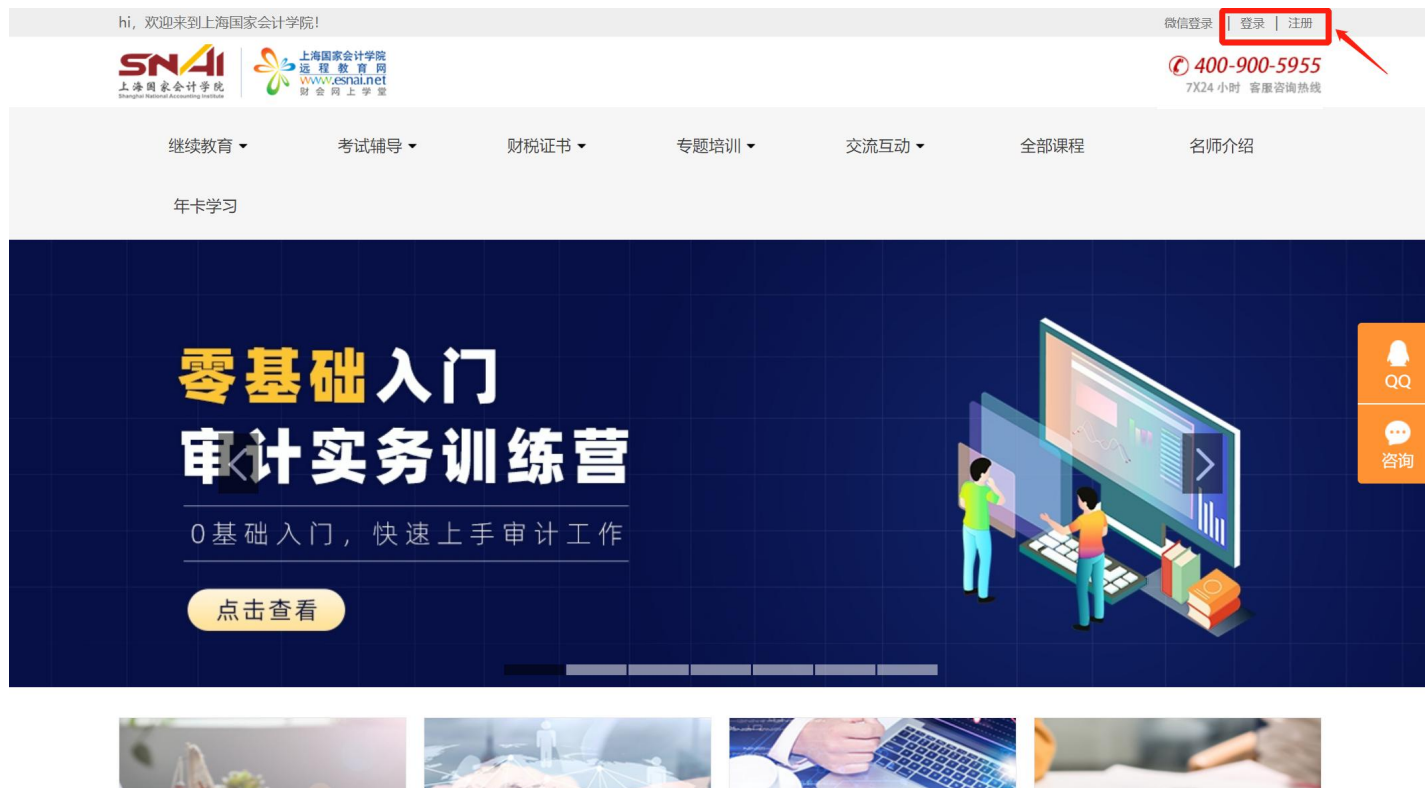 hi，欢迎来到上海国家会计学院!
微信登录 | 登录 | 注册
SNAI
上海国家会计学院
Shanghai National Accounting Institute
上海国家会计学院
远程教育网
www.esnai.net
财会网上学堂
400-900-5955
7X24 小时 客服咨询热线
继续教育 考试辅导 财税证书 专题培训 交流互动 全部课程 名师介绍
年卡学习
零基础入门
审计实务训练营
0基础入门，快速上手审计工作
点击查看
QQ
咨询